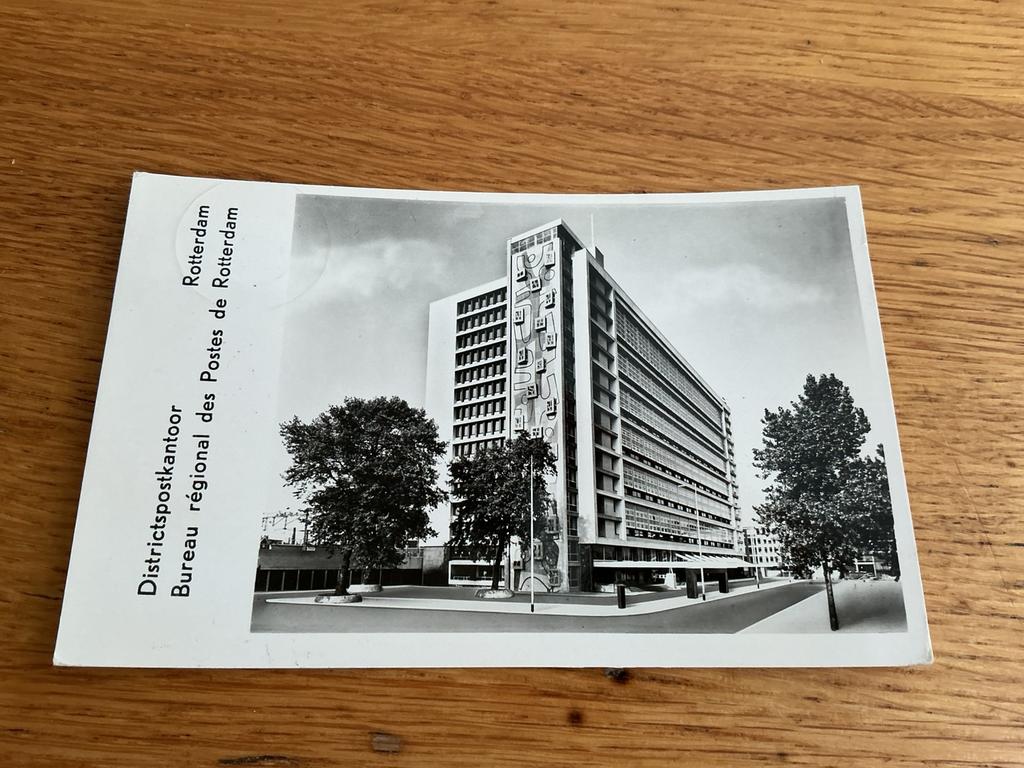 Districtspostkantoor Rotterdam
Bureau régional des Postes de Rotterdam